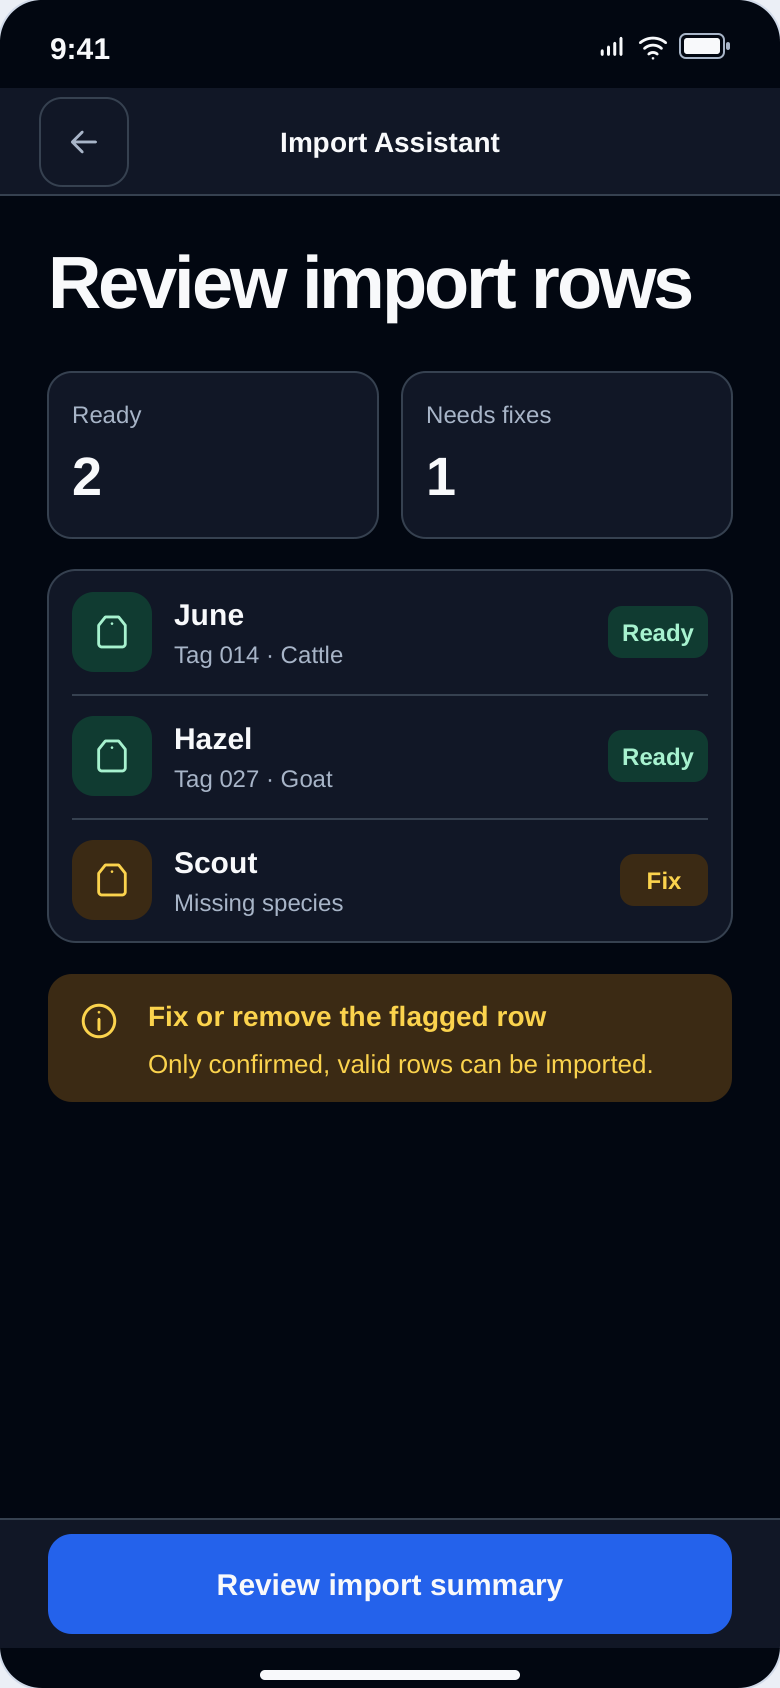 9:41
Import Assistant
Review import rows
Ready
2
Needs fixes
1
June
Tag 014 · Cattle
Ready
Hazel
Tag 027 · Goat
Ready
Scout
Missing species
Fix
Fix or remove the flagged row
Only confirmed, valid rows can be imported.
Review import summary